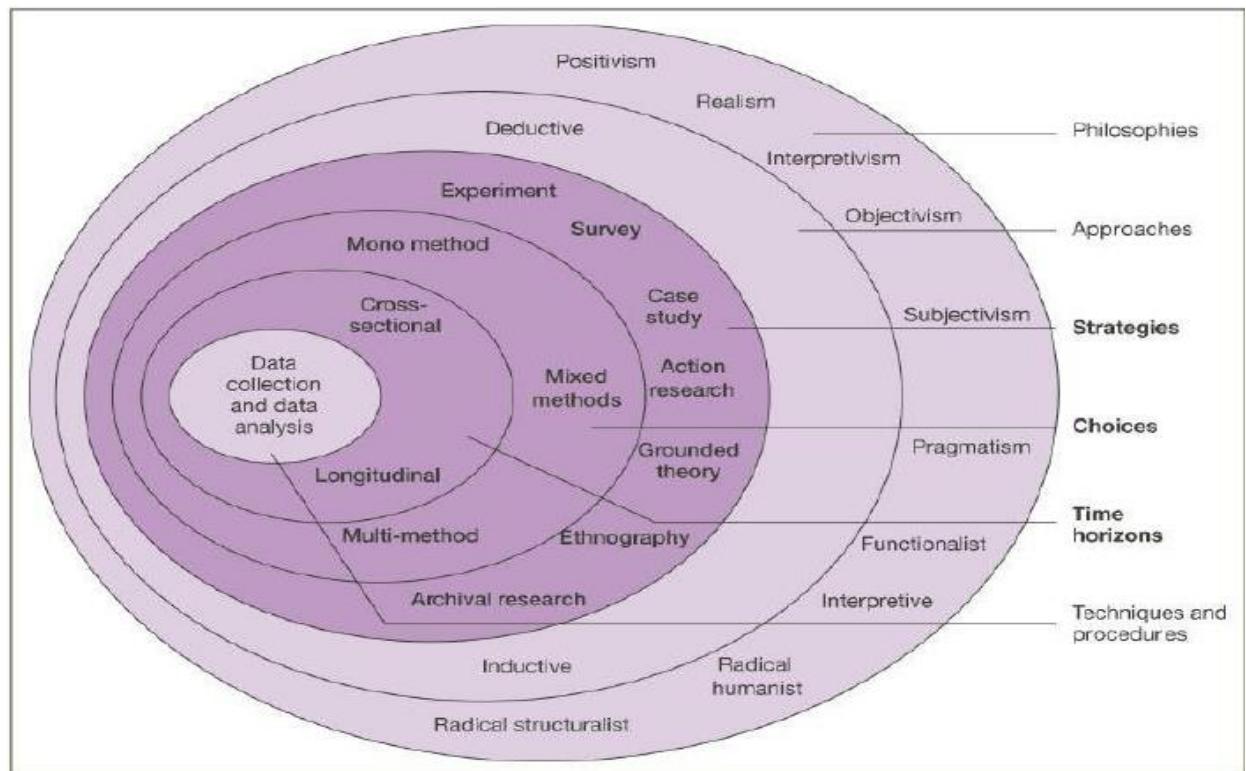 Positivism
Realism
Philosophies
Deductive
Interpretivism
Experiment
Objectivism
Survey
Approaches
Mono method
Case
study
Cross-
sectional
Subjectivism
Strategies
Data
collection
and data
analysis
Mixed
methods
Action
research
Choices
Grounded
theory
Pragmatism
Longitudinal
Time
horizons
Multi-method
Ethnography
Functionalist
Archival research
Interpretive
Techniques and
procedures
Inductive
Radical
humanist
Radical structuralist